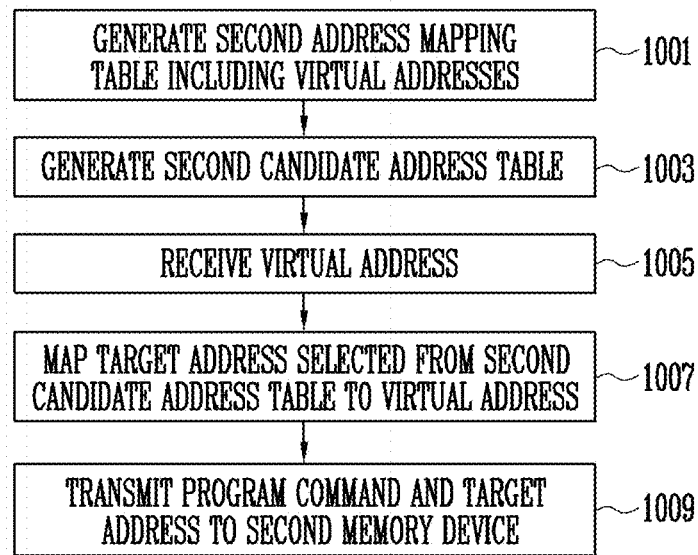 GENERATE SECOND ADDRESS MAPPING
TABLE INCLUDING VIRTUAL ADDRESSES
1001
GENERATE SECOND CANDIDATE ADDRESS TABLE
1003
RECEIVE VIRTUAL ADDRESS
1005
MAP TARGET ADDRESS SELECTED FROM SECOND
CANDIDATE ADDRESS TABLE TO VIRTUAL ADDRESS
1007
TRANSMIT PROGRAM COMMAND AND TARGET
ADDRESS TO SECOND MEMORY DEVICE
1009